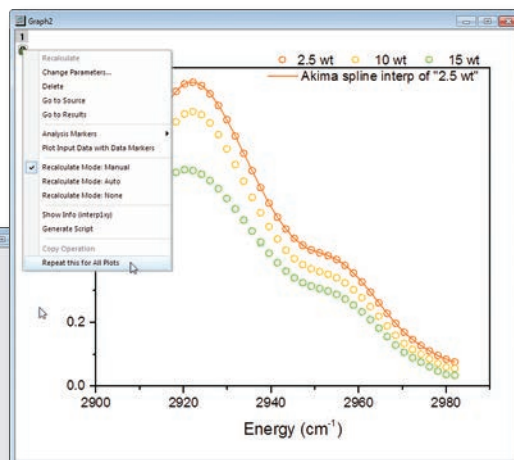 Graph2
1
Recalculate
Change Parameters...
Delete
Go to Source
Go to Results
Analysis Markers
Plot Input Data with Data Markers
Recalculate Mode: Manual
Recalculate Mode: Auto
Recalculate Mode: None
Show Info (interp1xy)
Generate Script
Copy Operation
Repeat this for All Plots
2.5 wt 10 wt 15 wt
Akima spline interp of "2.5 wt"
0.2
0.0
2900 2920 2940 2960 2980
Energy (cm⁻¹)